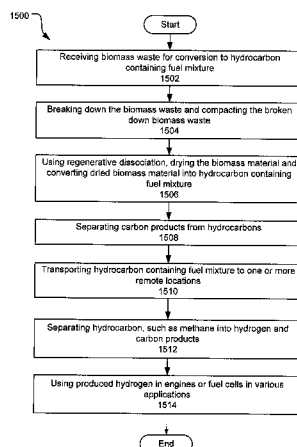 1500
Start
Receiving biomass waste for conversion to hydrocarbon
containing fuel mixture
1502
Breaking down the biomass waste and compacting the broken
down biomass waste
1504
Using regenerative dissociation, drying the biomass material and
converting dried biomass material into hydrocarbon containing
fuel mixture
1506
Separating carbon products from hydrocarbons
1508
Transporting hydrocarbon containing fuel mixture to one or more
remote locations
1510
Separating hydrocarbon, such as methane into hydrogen and
carbon products
1512
Using produced hydrogen in engines or fuel cells in various
applications
1514
End